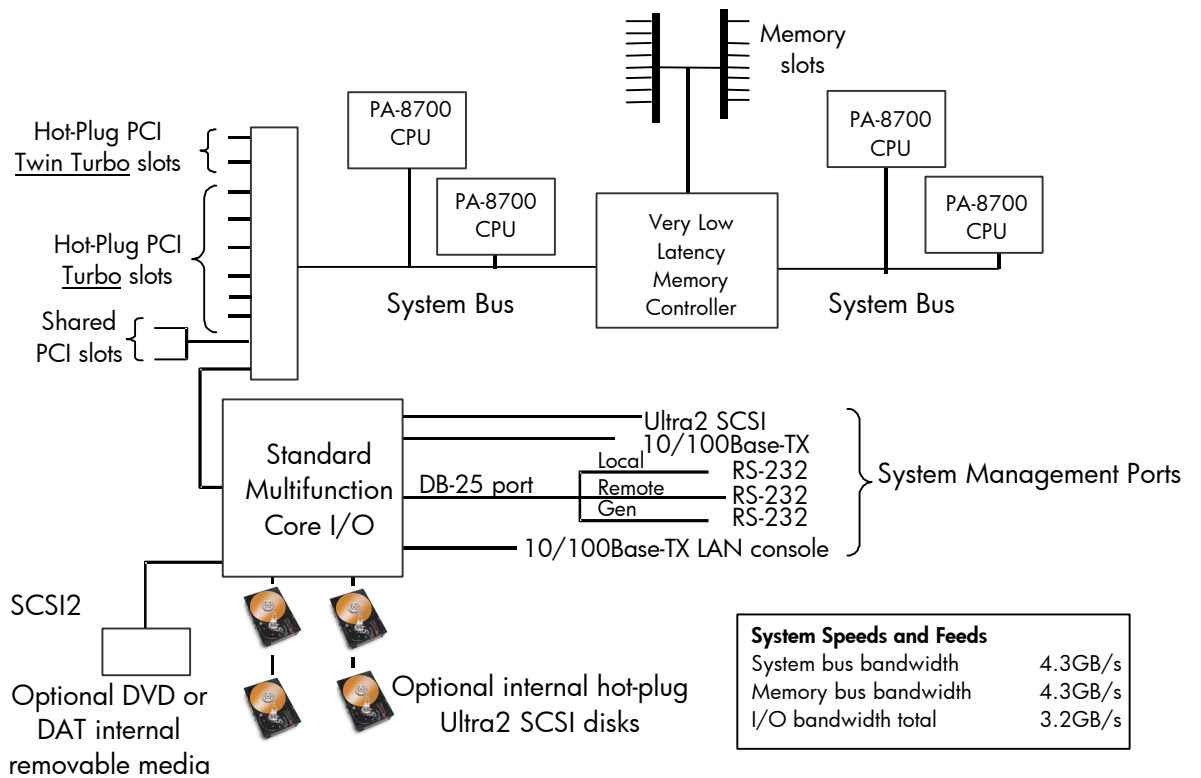 Memory
slots
PA-8700
CPU
PA-8700
CPU
PA-8700
CPU
PA-8700
CPU
Hot-Plug PCI
Twin Turbo slots
Hot-Plug PCI
Turbo slots
Shared
PCI slots
Very Low
Latency
Memory
Controller
System Bus
System Bus
Standard
Multifunction
Core I/O
Ultra2 SCSI
10/100Base-TX
DB-25 port
Local
RS-232
Remote
RS-232
Gen
RS-232
10/100Base-TX LAN console
System Management Ports
SCSI2
Optional DVD or
DAT internal
removable media
Optional internal hot-plug
Ultra2 SCSI disks
System Speeds and Feeds
System bus bandwidth 4.3GB/s
Memory bus bandwidth 4.3GB/s
I/O bandwidth total 3.2GB/s